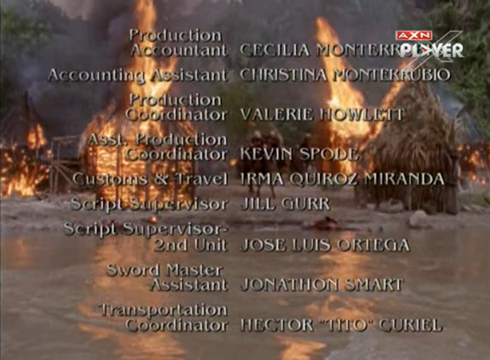 AXN
PLAYER
Production
Accountant CECILIA MONTERRUBIO
Accounting Assistant CHRISTINA MONTERRUBIO
Production
Coordinator VALERIE HOWLETT
Asst. Production
Coordinator KEVIN SPODE
Customs & Travel IRMA QUIROZ MIRANDA
Script Supervisor JILL GURR
Script Supervisor-
2nd Unit JOSE LUIS ORTEGA
Sword Master
Assistant JONATHON SMART
Transportation
Coordinator HECTOR "TITO" CURIEL